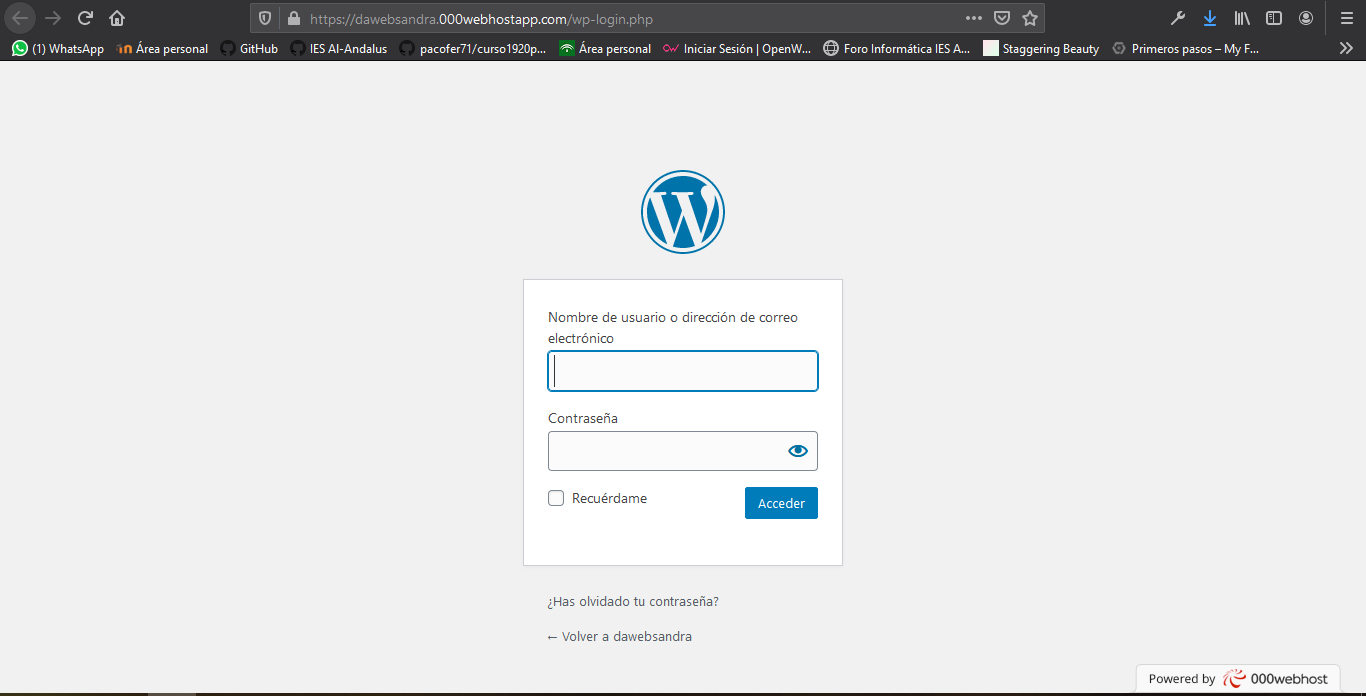 https://dawebsandra.000webhostapp.com/wp-login.php
(1) WhatsApp
Área personal
GitHub
IES Al-Andalus
pacofer71/curso1920p...
Área personal
Iniciar Sesión | OpenW...
Foro Informática IES A...
Staggering Beauty
Primeros pasos – My F...
Nombre de usuario o dirección de correo
electrónico
Contraseña
Recuérdame
Acceder
¿Has olvidado tu contraseña?
← Volver a dawebsandra
Powered by 000webhost